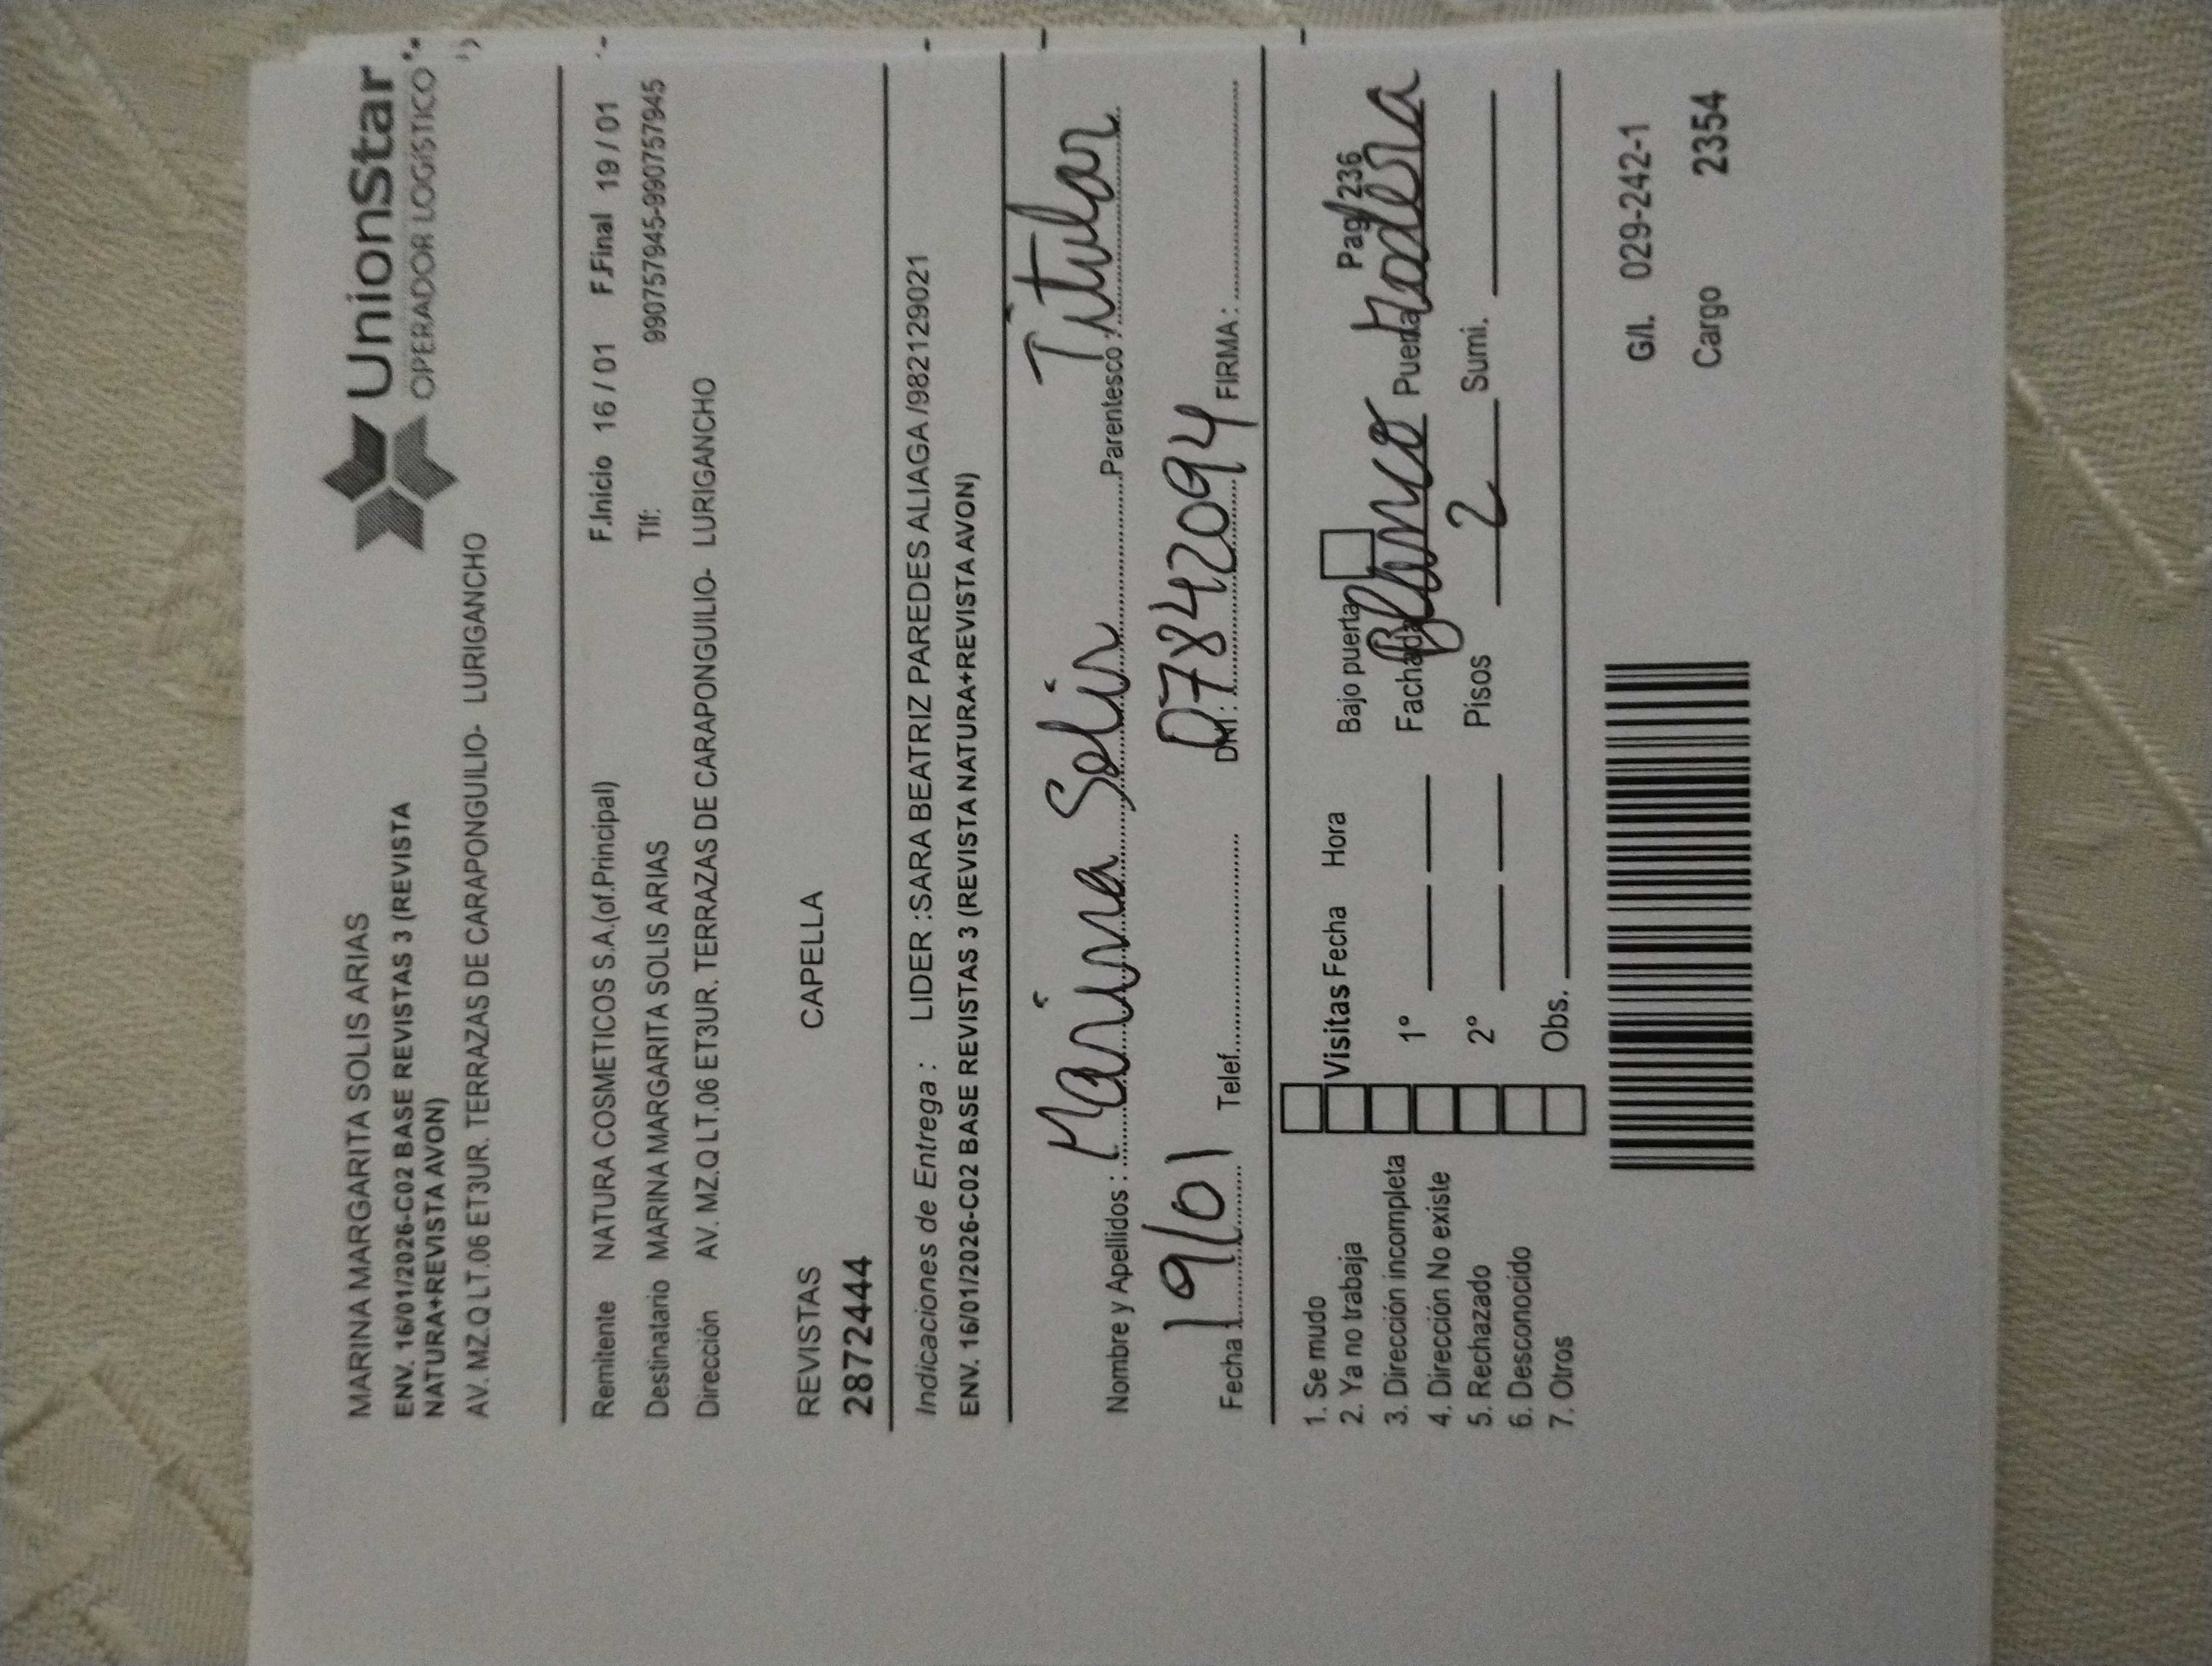 MARINA MARGARITA SOLIS ARIAS
ENV. 16/01/2026-C02 BASE REVISTAS 3 (REVISTA
NATURA+REVISTA AVON)
AV. MZ.Q LT.06 ET3UR. TERRAZAS DE CARAPONGUILIO- LURIGANCHO
UnionStar
OPERADOR LOGÍSTICO
Remitente NATURA COSMETICOS S.A.(of.Principal) F.Inicio 16 / 01 F.Final 19 / 01
Destinatario MARINA MARGARITA SOLIS ARIAS Tlf: 990757945-990757945
Dirección AV. MZ.Q LT.06 ET3UR. TERRAZAS DE CARAPONGUILIO- LURIGANCHO
REVISTAS CAPELLA
2872444
Indicaciones de Entrega : LIDER :SARA BEATRIZ PAREDES ALIAGA /982129021
ENV. 16/01/2026-C02 BASE REVISTAS 3 (REVISTA NATURA+REVISTA AVON)
Nombre y Apellidos : Marina Solis Parentesco : Titular
Fecha 19/01 Telef. DNI : 07842094 FIRMA :
1. Se mudo
2. Ya no trabaja
3. Dirección incompleta
4. Dirección No existe
5. Rechazado
6. Desconocido
7. Otros
Visitas Fecha Hora Bajo puerta Pag 236
1° Fachada Blanco Puerta Madera
2° Pisos 2 Sumi.
Obs.
G/I. 029-242-1
Cargo 2354